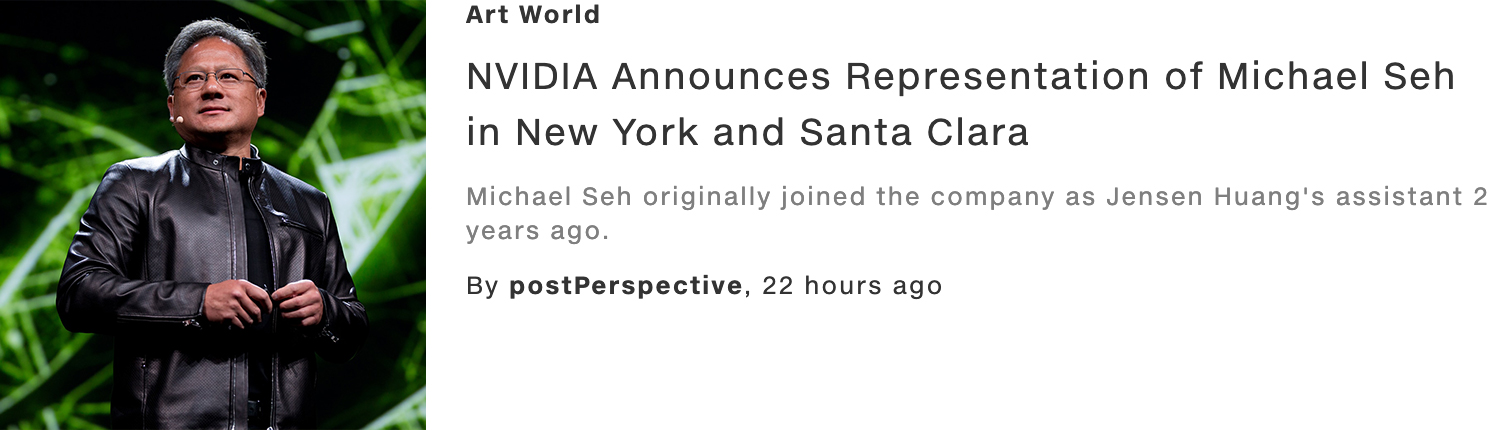 Art World
NVIDIA Announces Representation of Michael Seh
in New York and Santa Clara
Michael Seh originally joined the company as Jensen Huang's assistant 2
years ago.
By postPerspective, 22 hours ago